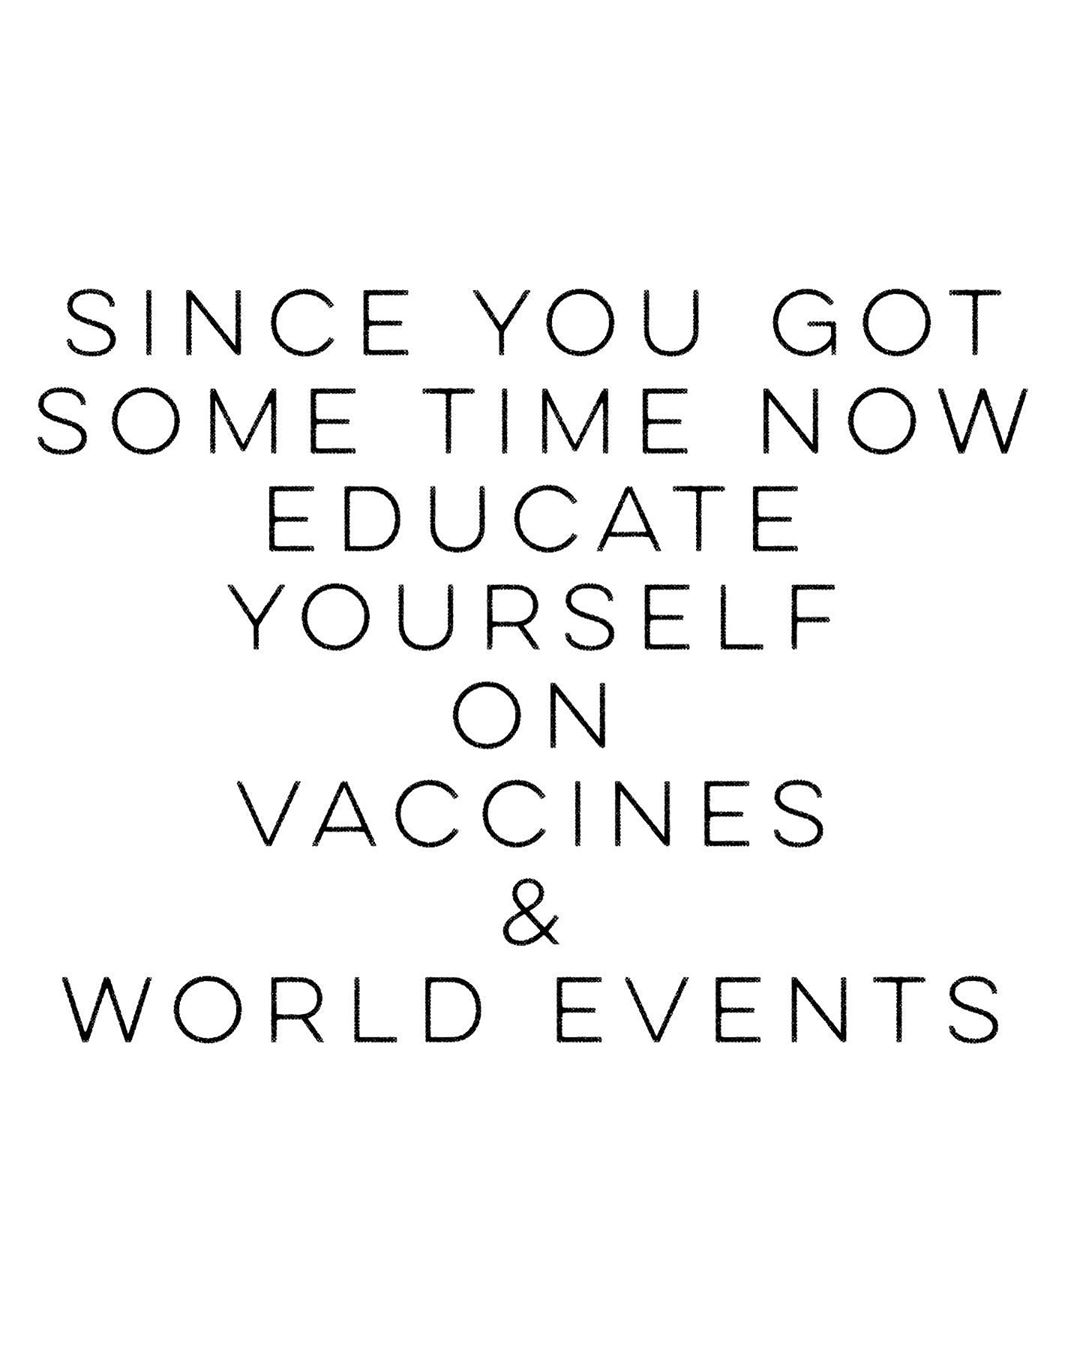 SINCE YOU GOT
SOME TIME NOW
EDUCATE
YOURSELF
ON
VACCINES
&
WORLD EVENTS